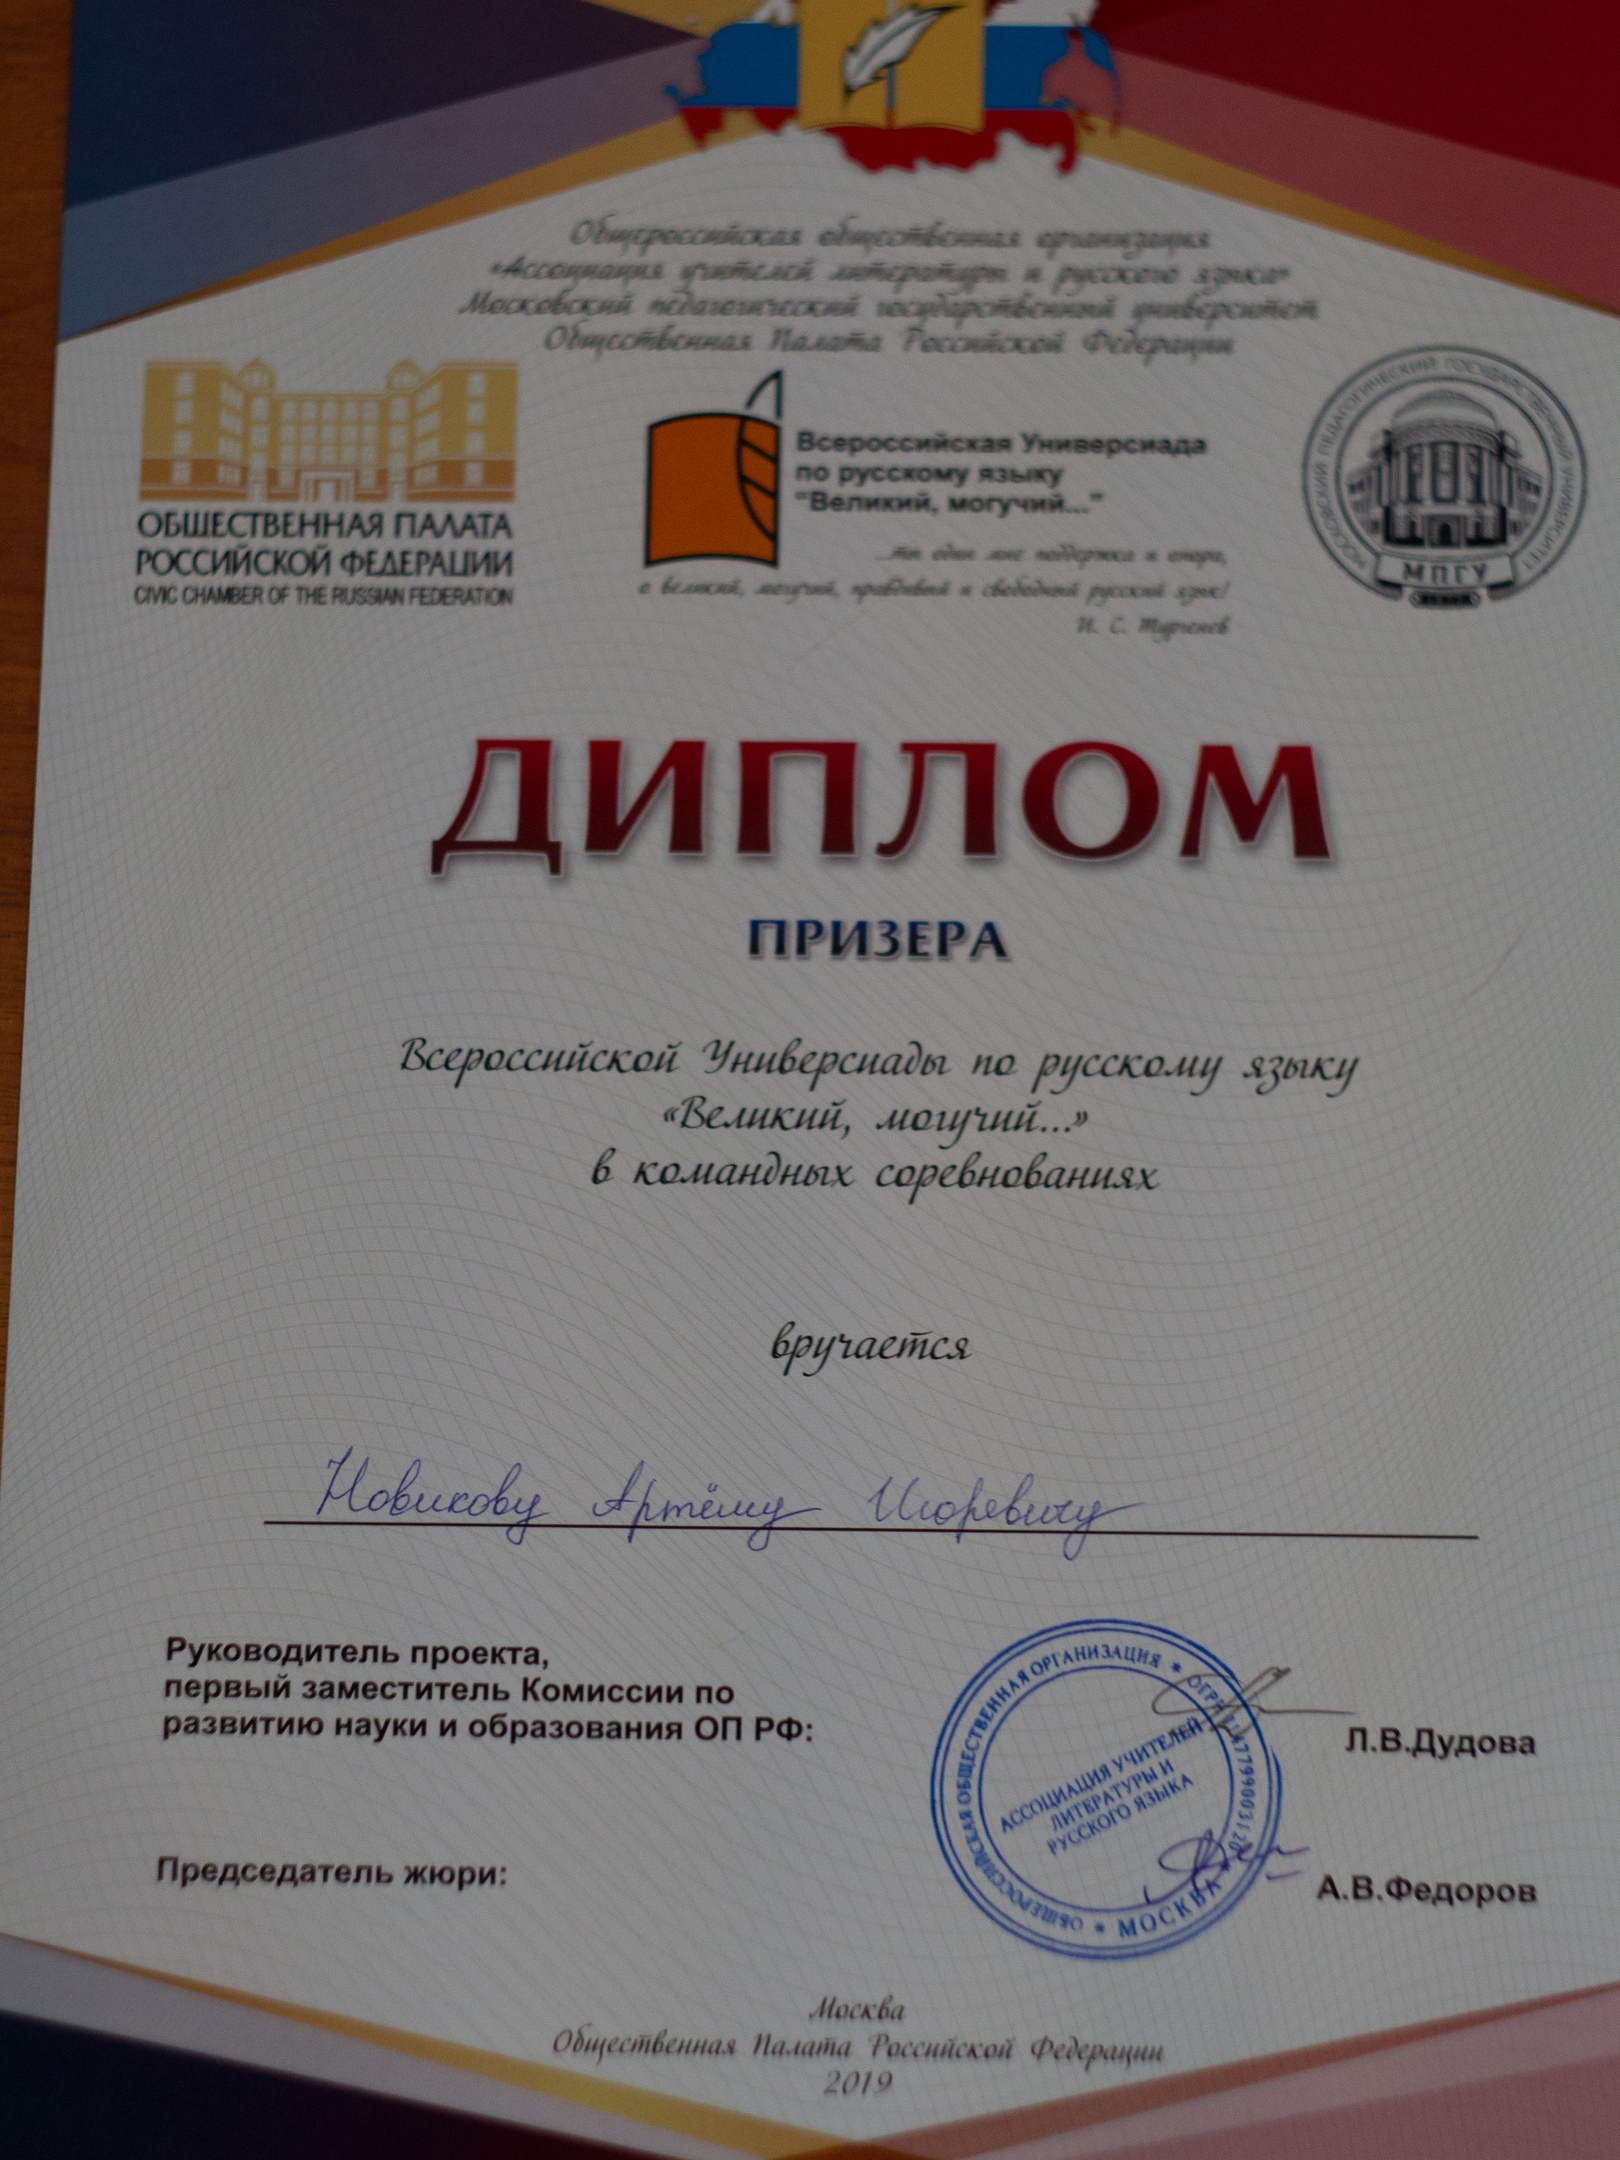 Общероссийская общественная организация
«Ассоциация учителей литературы и русского языка»
Московский педагогический государственный университет
Общественная Палата Российской Федерации
ОБЩЕСТВЕННАЯ ПАЛАТА
РОССИЙСКОЙ ФЕДЕРАЦИИ
CIVIC CHAMBER OF THE RUSSIAN FEDERATION
Всероссийская Универсиада
по русскому языку
"Великий, могучий..."
...ты один мне поддержка и опора,
о великий, могучий, правдивый и свободный русский язык!
И. С. Тургенев
МОСКОВСКИЙ ПЕДАГОГИЧЕСКИЙ ГОСУДАРСТВЕННЫЙ УНИВЕРСИТЕТ
МПГУ
ДИПЛОМ
ПРИЗЕРА
Всероссийской Универсиады по русскому языку
«Великий, могучий...»
в командных соревнованиях
вручается
Новикову Артёму Игоревичу
Руководитель проекта,
первый заместитель Комиссии по
развитию науки и образования ОП РФ:
Л.В.Дудова
ОБЩЕРОССИЙСКАЯ ОБЩЕСТВЕННАЯ ОРГАНИЗАЦИЯ
МОСКВА
АССОЦИАЦИЯ УЧИТЕЛЕЙ
ЛИТЕРАТУРЫ И
РУССКОГО ЯЗЫКА
Председатель жюри:
А.В.Федоров
Москва
Общественная Палата Российской Федерации
2019